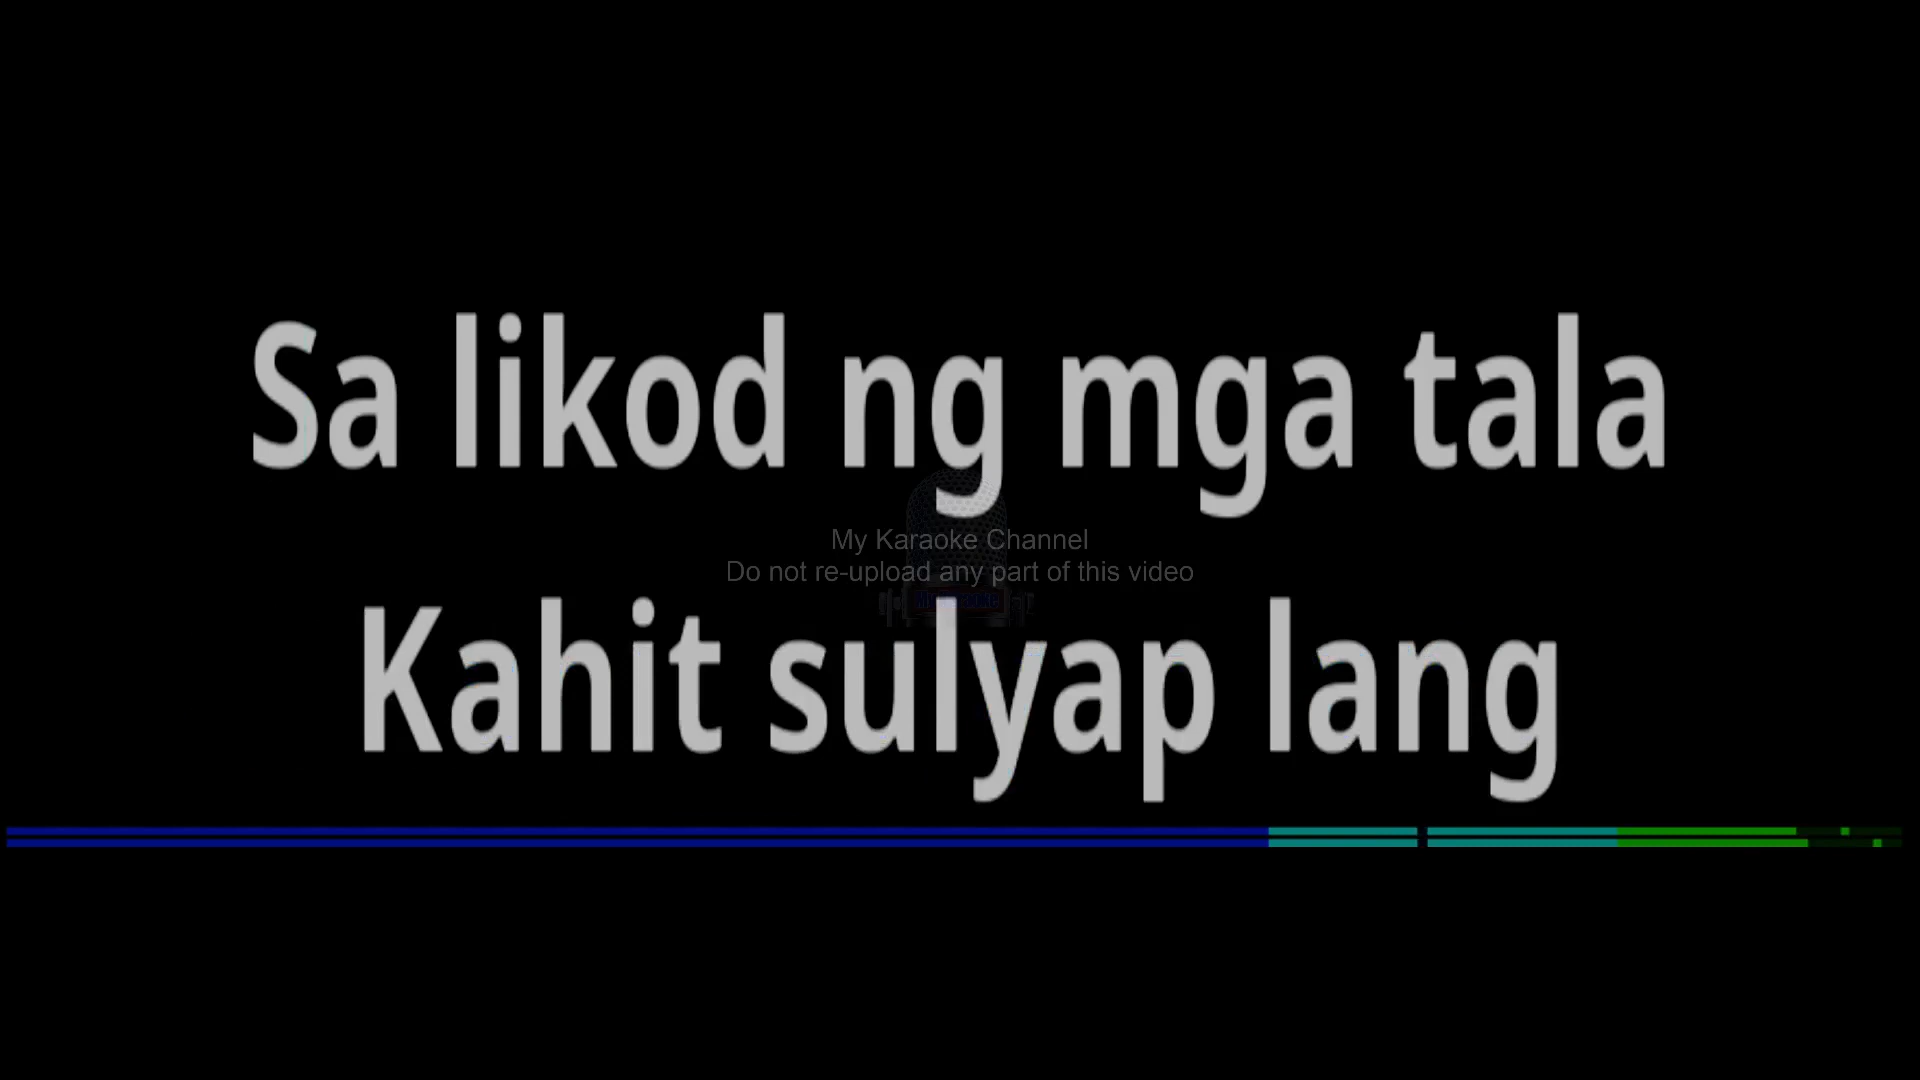 Sa likod ng mga tala
My Karaoke Channel
Do not re-upload any part of this video
Kahit sulyap lang